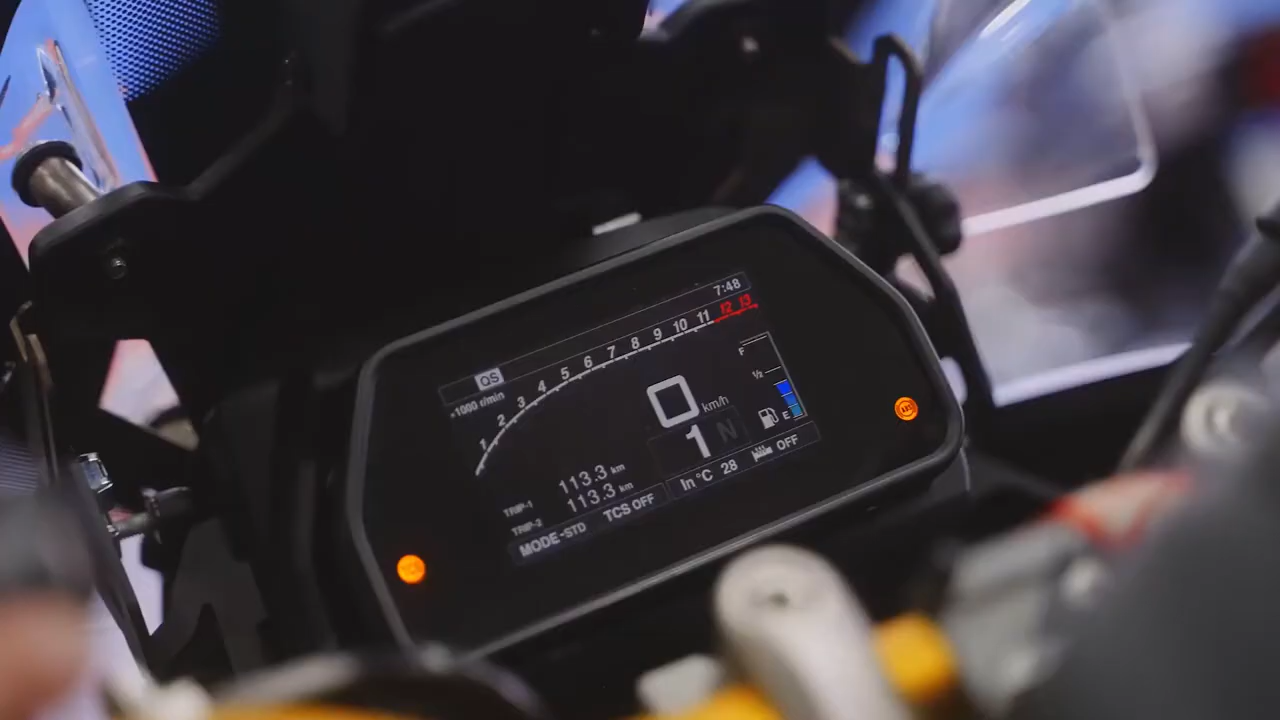 7:48
QS
×1000 r/min
1 2 3 4 5 6 7 8 9 10 11 12 13
F
1/2
E
0 km/h
1 N
TRIP-1 113.3 km
TRIP-2 113.3 km
MODE-STD TCS OFF In °C 28 OFF
ABS